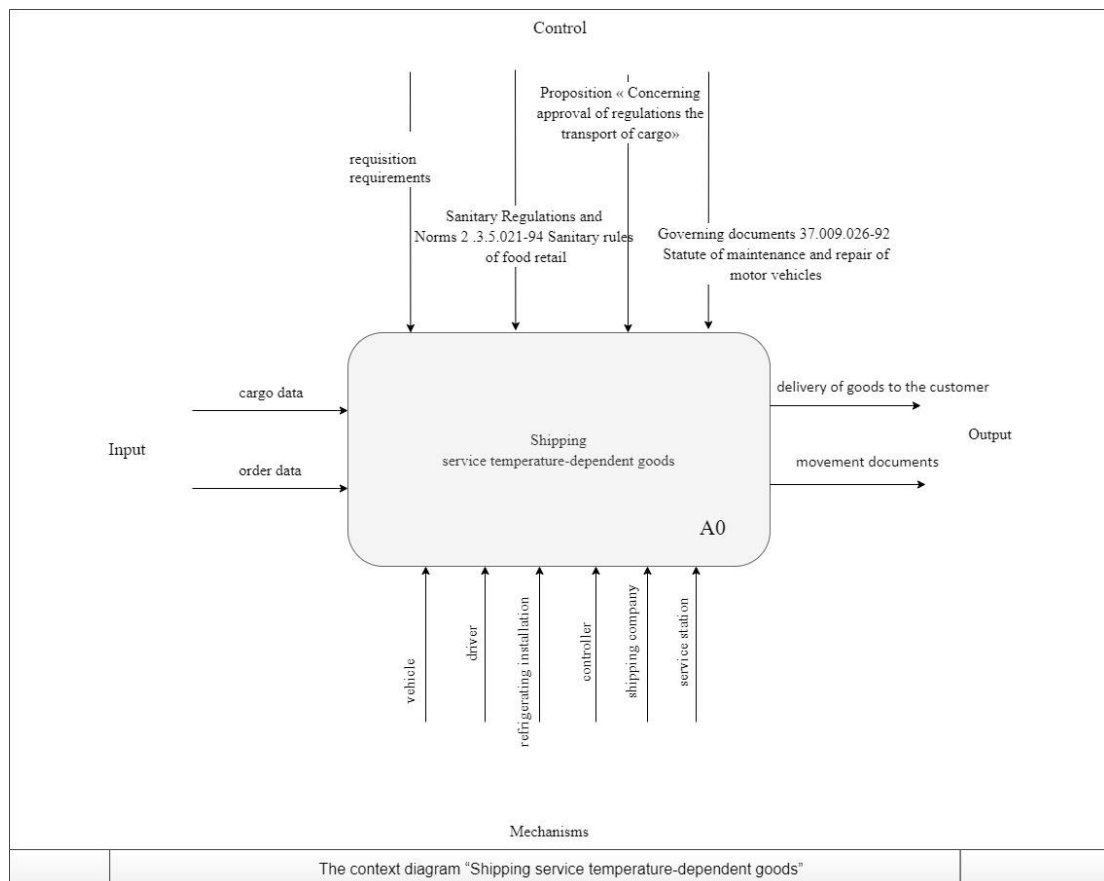 Control
Proposition « Concerning
approval of regulations the
transport of cargo»
requisition
requirements
Sanitary Regulations and
Norms 2 .3.5.021-94 Sanitary rules
of food retail
Governing documents 37.009.026-92
Statute of maintenance and repair of
motor vehicles
cargo data
delivery of goods to the customer
Input
Shipping
service temperature-dependent goods
Output
order data
movement documents
A0
vehicle
driver
refrigerating installation
controller
shipping company
service station
Mechanisms
The context diagram “Shipping service temperature-dependent goods”